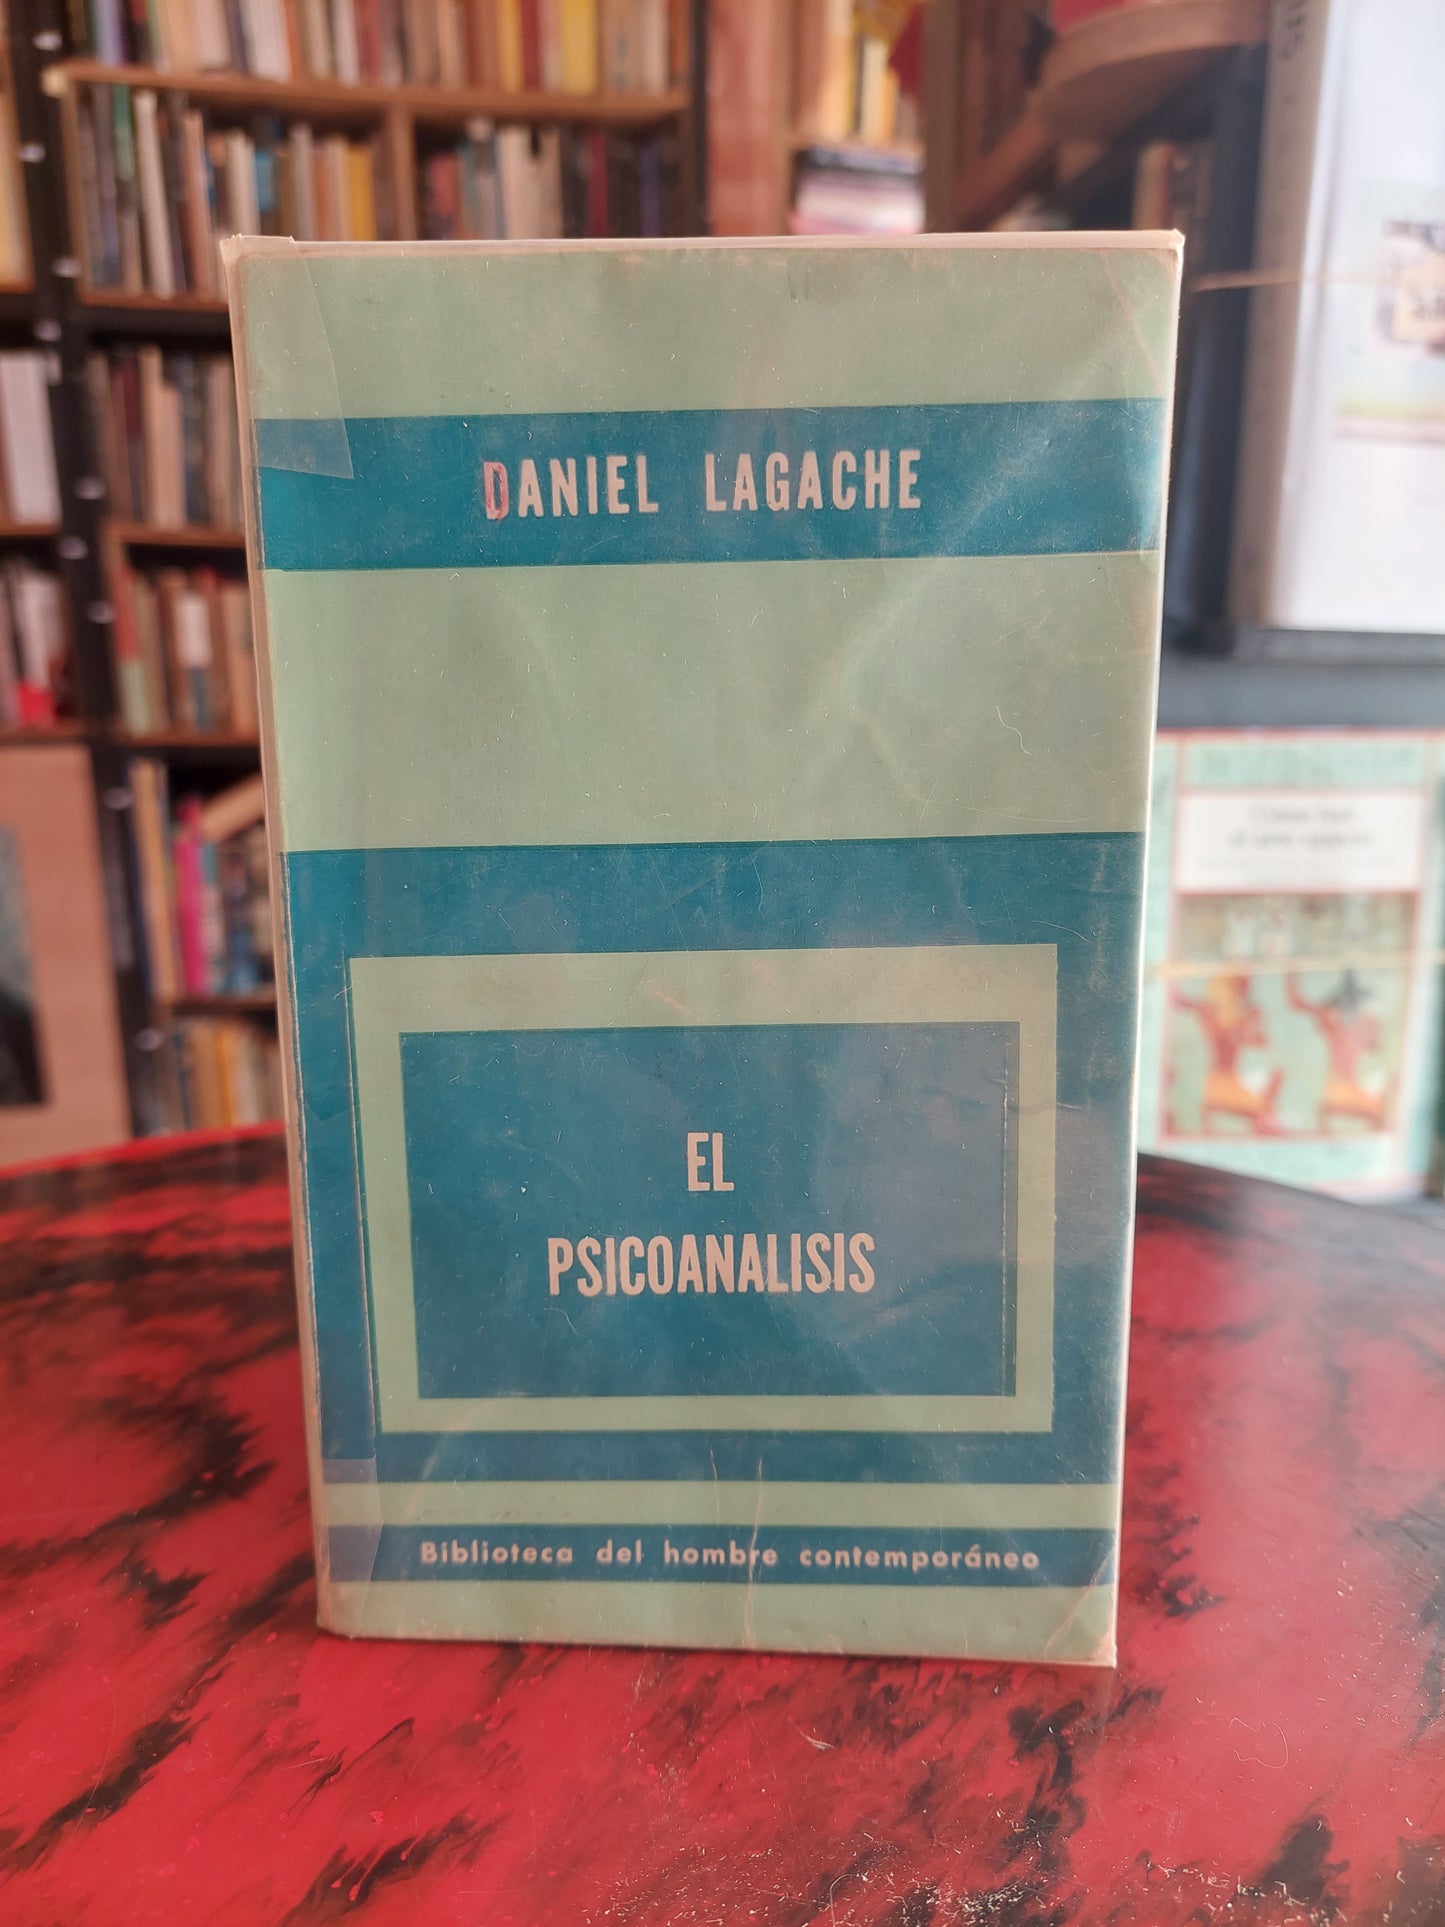 DANIEL LAGACHE
EL
PSICOANALISIS
Biblioteca del hombre contemporáneo